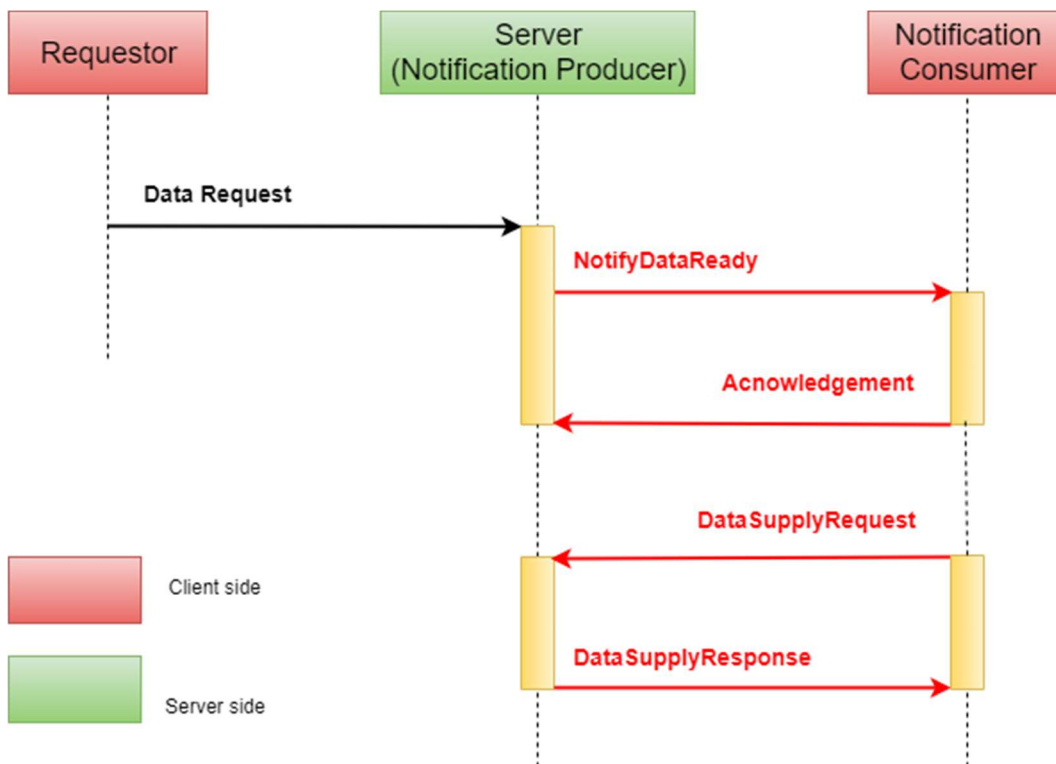 Requestor
Server
(Notification Producer)
Notification
Consumer
Data Request
NotifyDataReady
Acnowledgement
DataSupplyRequest
Client side
DataSupplyResponse
Server side